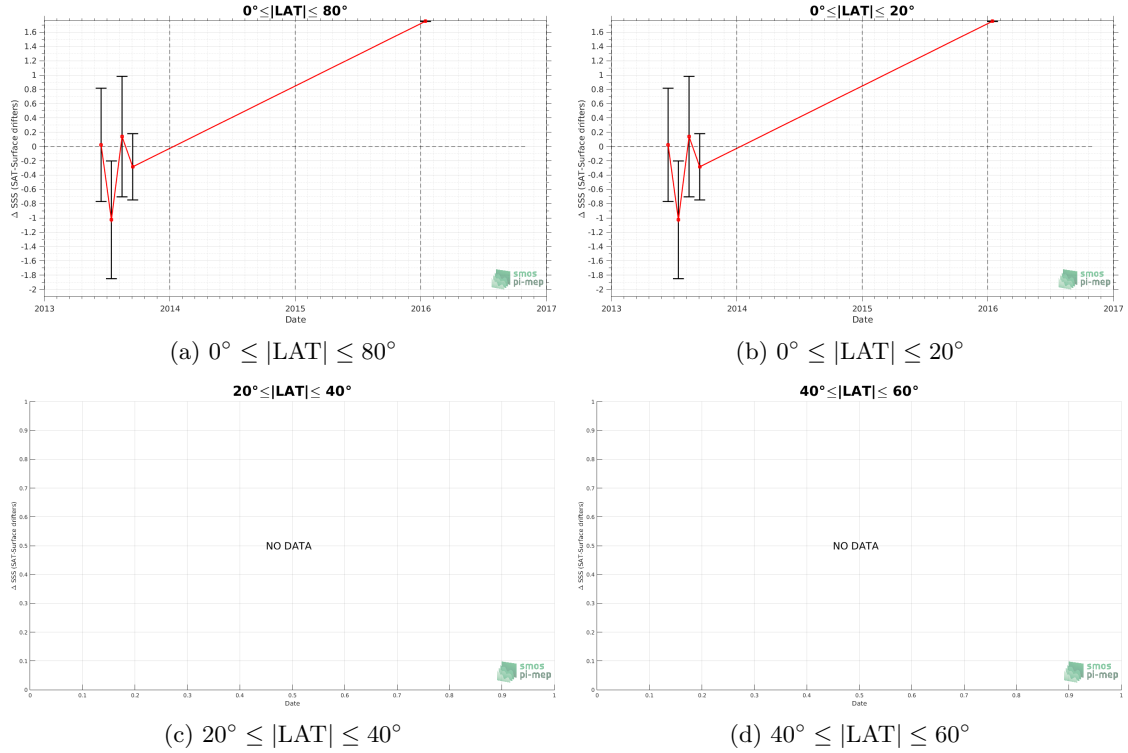 0°≤|LAT|≤ 80°
Δ SSS (SAT-Surface drifters)
1.6
1.4
1.2
1
0.8
0.6
0.4
0.2
0
-0.2
-0.4
-0.6
-0.8
-1
-1.2
-1.4
-1.6
-1.8
-2
2013 2014 2015 2016 2017
Date
smos
pi-mep
(a) 0° ≤ |LAT| ≤ 80°
0°≤|LAT|≤ 20°
Δ SSS (SAT-Surface drifters)
1.6
1.4
1.2
1
0.8
0.6
0.4
0.2
0
-0.2
-0.4
-0.6
-0.8
-1
-1.2
-1.4
-1.6
-1.8
-2
2013 2014 2015 2016 2017
Date
smos
pi-mep
(b) 0° ≤ |LAT| ≤ 20°
20°≤|LAT|≤ 40°
Δ SSS (SAT-Surface drifters)
1
0.9
0.8
0.7
0.6
0.5
0.4
0.3
0.2
0.1
0
NO DATA
0 0.1 0.2 0.3 0.4 0.5 0.6 0.7 0.8 0.9 1
Date
smos
pi-mep
(c) 20° ≤ |LAT| ≤ 40°
40°≤|LAT|≤ 60°
Δ SSS (SAT-Surface drifters)
1
0.9
0.8
0.7
0.6
0.5
0.4
0.3
0.2
0.1
0
NO DATA
0 0.1 0.2 0.3 0.4 0.5 0.6 0.7 0.8 0.9 1
Date
smos
pi-mep
(d) 40° ≤ |LAT| ≤ 60°